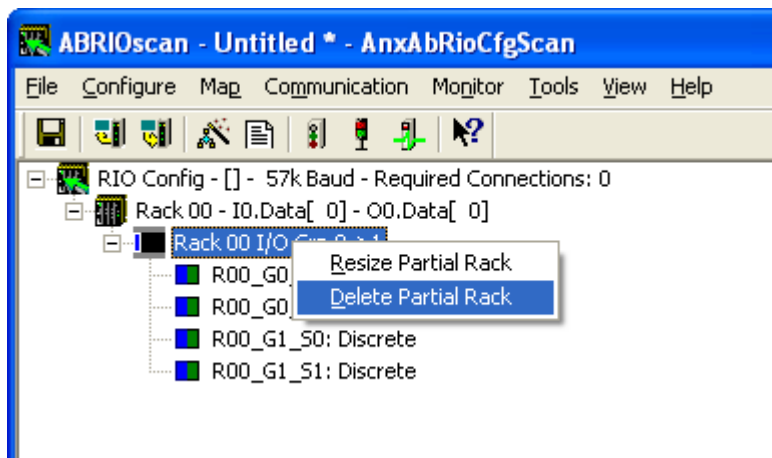 ABRIOscan - Untitled * - AnxAbRioCfgScan
File Configure Map Communication Monitor Tools View Help
RIO Config - [] - 57k Baud - Required Connections: 0
Rack 00 - I0.Data[ 0] - O0.Data[ 0]
Rack 00 I/O
Resize Partial Rack
R00_G0_
Delete Partial Rack
R00_G0_
R00_G1_S0: Discrete
R00_G1_S1: Discrete